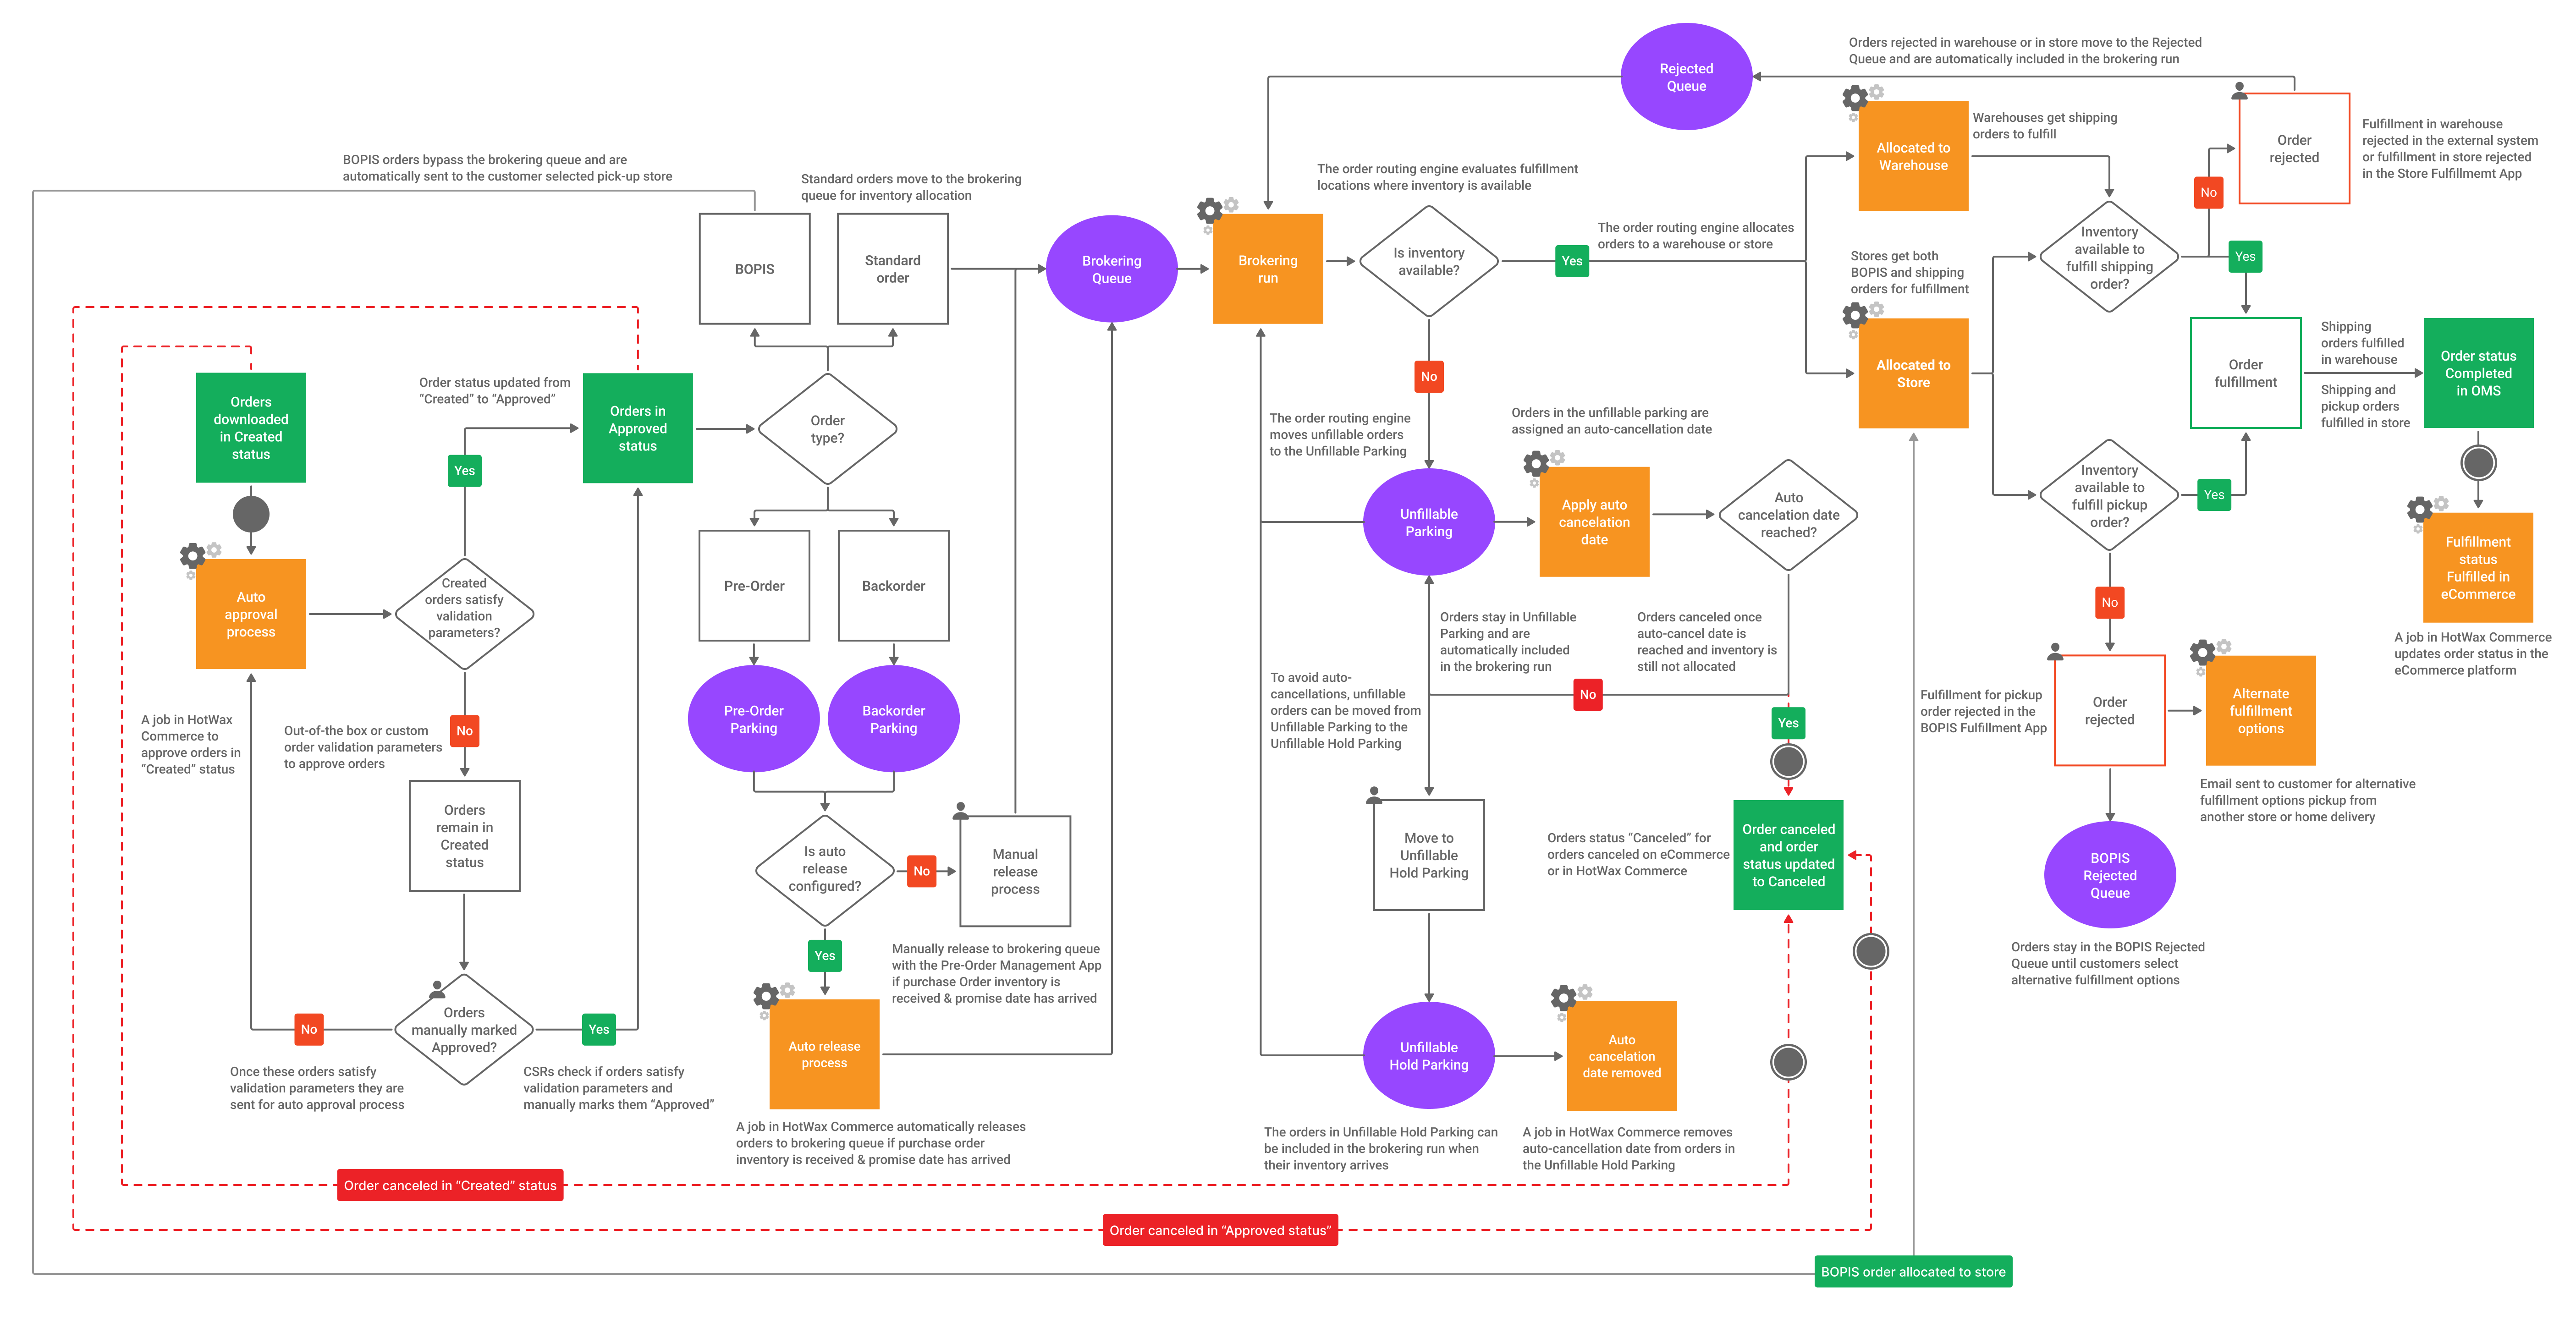 Orders rejected in warehouse or in store move to the Rejected
Queue and are automatically included in the brokering run
Rejected
Queue
Allocated to
Warehouse
Warehouses get shipping
orders to fulfill
Order
rejected
Fulfillment in warehouse
rejected in the external system
or fulfillment in store rejected
in the Store Fulfillmemt App
No
BOPIS orders bypass the brokering queue and are
automatically sent to the customer selected pick-up store
Standard orders move to the brokering
queue for inventory allocation
BOPIS
Standard
order
Brokering
Queue
Brokering
run
The order routing engine evaluates fulfillment
locations where inventory is available
Is inventory
available?
Yes
The order routing engine allocates
orders to a warehouse or store
Stores get both
BOPIS and shipping
orders for fulfillment
Allocated to
Store
Inventory
available to
fulfill shipping
order?
Yes
Order
fulfillment
Shipping
orders fulfilled
in warehouse
Shipping and
pickup orders
fulfilled in store
Order status
Completed
in OMS
Orders
downloaded
in Created
status
Order status updated from
“Created” to “Approved”
Yes
Orders in
Approved
status
Order
type?
No
The order routing engine
moves unfillable orders
to the Unfillable Parking
Orders in the unfillable parking are
assigned an auto-cancellation date
Unfillable
Parking
Apply auto
cancelation
date
Auto
cancelation date
reached?
Inventory
available to
fulfill pickup
order?
Yes
Fulfillment
status
Fulfilled in
eCommerce
A job in HotWax Commerce
updates order status in the
eCommerce platform
Auto
approval
process
Created
orders satisfy
validation
parameters?
Pre-Order
Backorder
Pre-Order
Parking
Backorder
Parking
Orders stay in Unfillable
Parking and are
automatically included
in the brokering run
Orders canceled once
auto-cancel date is
reached and inventory is
still not allocated
No
Yes
To avoid auto-
cancellations, unfillable
orders can be moved from
Unfillable Parking to the
Unfillable Hold Parking
No
Fulfillment for pickup
order rejected in the
BOPIS Fulfillment App
Order
rejected
Alternate
fulfillment
options
Email sent to customer for alternative
fulfillment options pickup from
another store or home delivery
A job in HotWax
Commerce to
approve orders in
“Created” status
Out-of-the box or custom
order validation parameters
to approve orders
No
Orders
remain in
Created
status
Is auto
release
configured?
No
Manual
release
process
Move to
Unfillable
Hold Parking
Orders status “Canceled” for
orders canceled on eCommerce
or in HotWax Commerce
Order canceled
and order
status updated
to Canceled
BOPIS
Rejected
Queue
Orders stay in the BOPIS Rejected
Queue until customers select
alternative fulfillment options
Yes
Manually release to brokering queue
with the Pre-Order Management App
if purchase Order inventory is
received & promise date has arrived
Orders
manually marked
Approved?
No
Yes
Once these orders satisfy
validation parameters they are
sent for auto approval process
CSRs check if orders satisfy
validation parameters and
manually marks them “Approved”
Auto release
process
A job in HotWax Commerce automatically releases
orders to brokering queue if purchase order
inventory is received & promise date has arrived
Unfillable
Hold Parking
Auto
cancelation
date removed
The orders in Unfillable Hold Parking can
be included in the brokering run when
their inventory arrives
A job in HotWax Commerce removes
auto-cancellation date from orders in
the Unfillable Hold Parking
Order canceled in “Created” status
Order canceled in “Approved status”
BOPIS order allocated to store